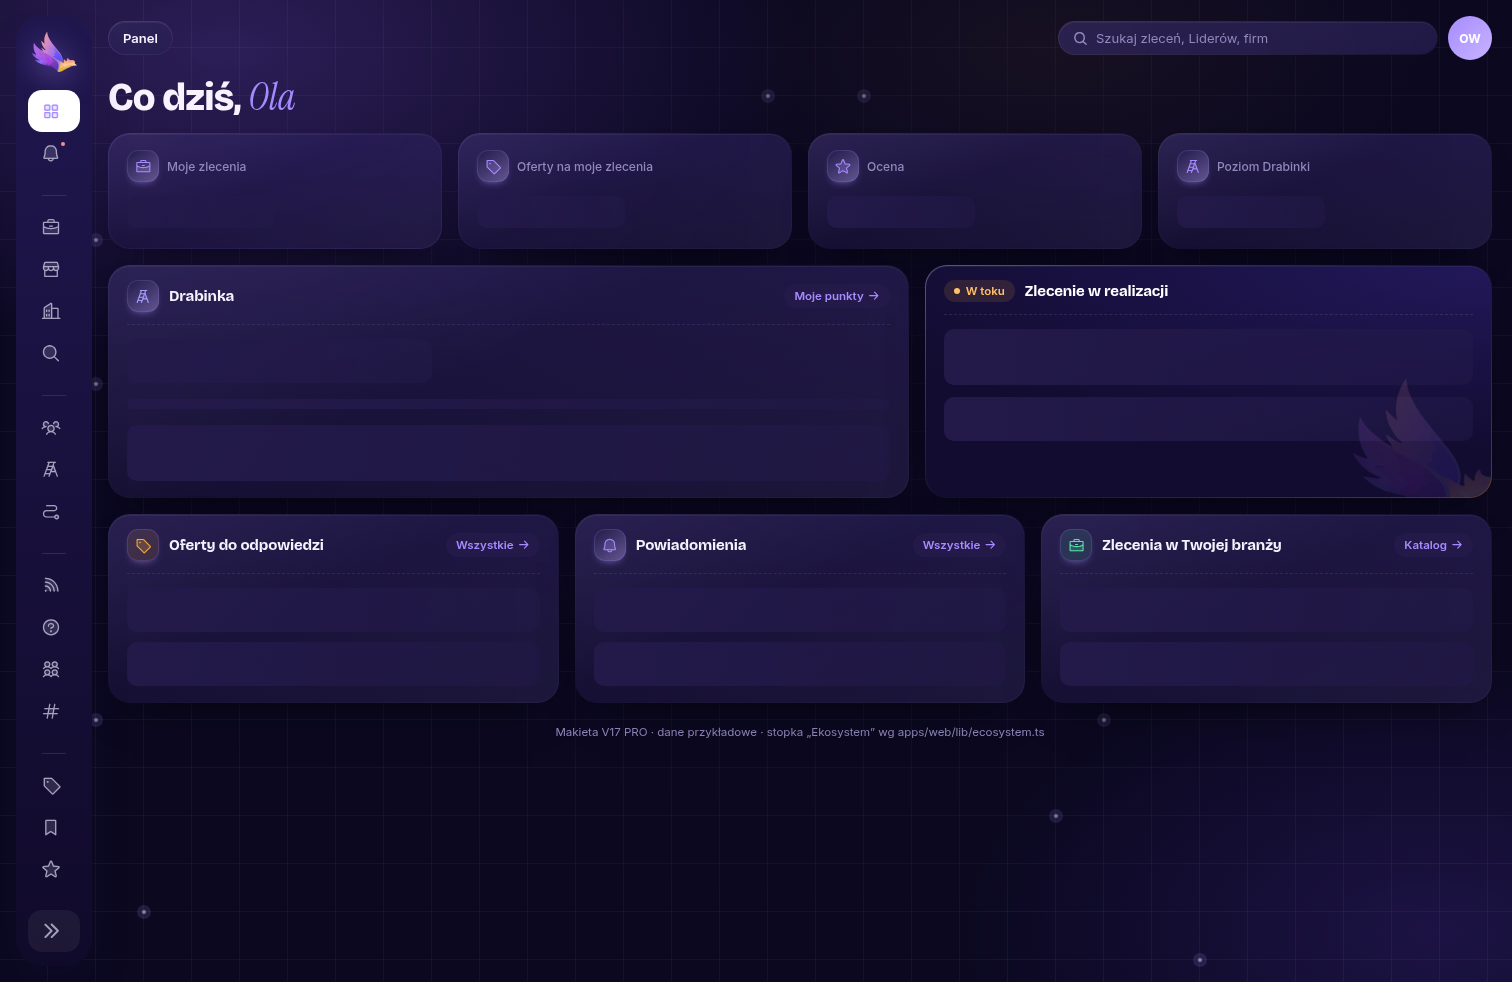 Panel
Szukaj zleceń, Liderów, firm
OW
Co dziś, Ola
Moje zlecenia
Oferty na moje zlecenia
Ocena
Poziom Drabinki
Drabinka
Moje punkty →
W toku
Zlecenie w realizacji
Oferty do odpowiedzi
Wszystkie →
Powiadomienia
Wszystkie →
Zlecenia w Twojej branży
Katalog →
Makieta V17 PRO · dane przykładowe · stopka „Ekosystem” wg apps/web/lib/ecosystem.ts